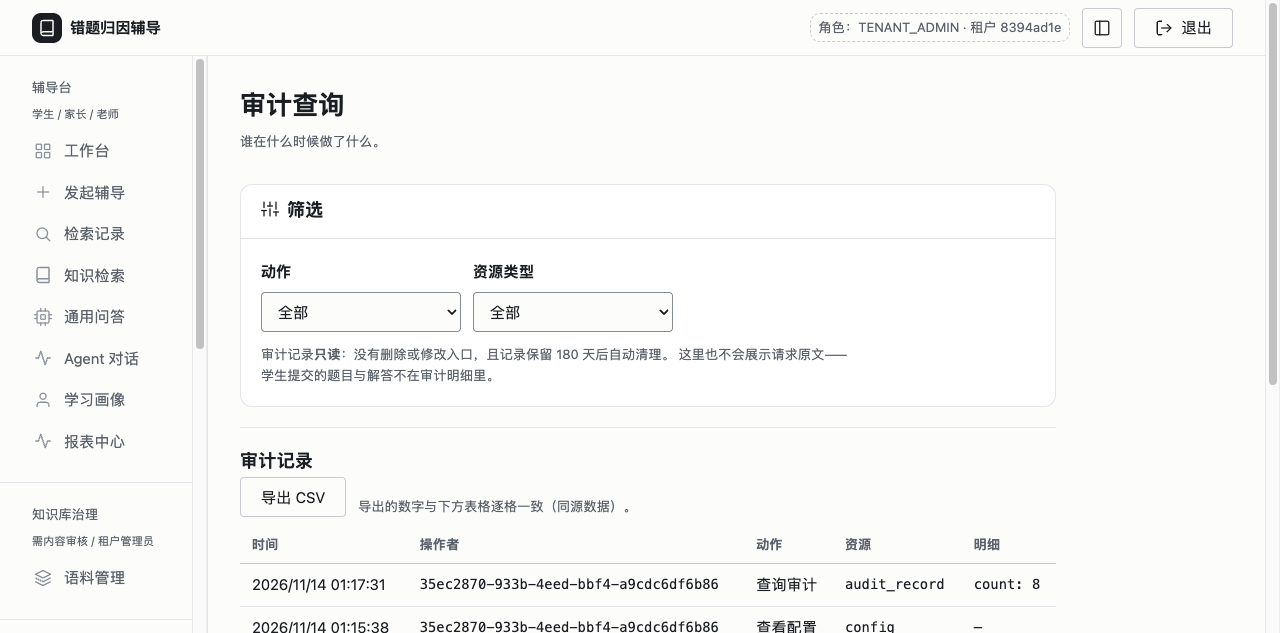 错题归因辅导
角色：TENANT_ADMIN · 租户 8394ad1e
退出
辅导台
学生 / 家长 / 老师
工作台
发起辅导
检索记录
知识检索
通用问答
Agent 对话
学习画像
报表中心
知识库治理
需内容审核 / 租户管理员
语料管理
审计查询
谁在什么时候做了什么。
筛选
动作 资源类型
全部 全部
审计记录只读：没有删除或修改入口，且记录保留 180 天后自动清理。 这里也不会展示请求原文——
学生提交的题目与解答不在审计明细里。
审计记录
导出 CSV 导出的数字与下方表格逐格一致（同源数据）。
时间 操作者 动作 资源 明细
2026/11/14 01:17:31 35ec2870-933b-4eed-bbf4-a9cdc6df6b86 查询审计 audit_record count: 8
2026/11/14 01:15:38 35ec2870-933b-4eed-bbf4-a9cdc6df6b86 查看配置 config —